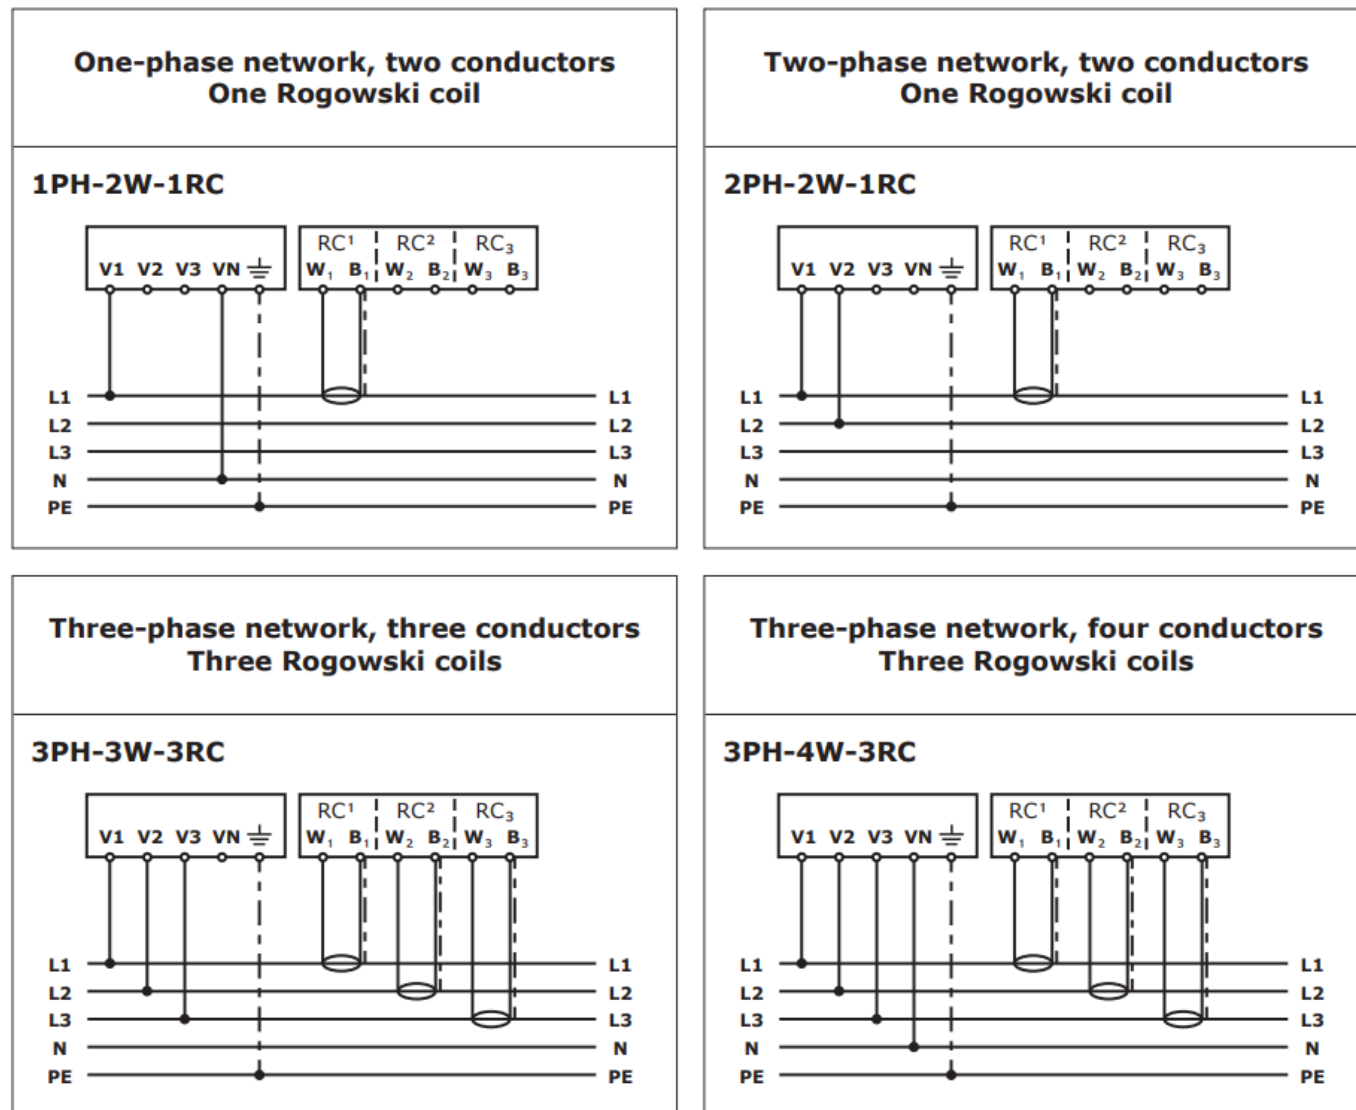 One-phase network, two conductors
One Rogowski coil
1PH-2W-1RC
RC¹ RC² RC₃
V1 V2 V3 VN W₁ B₁ W₂ B₂ W₃ B₃
L1 L1
L2 L2
L3 L3
N N
PE PE
Two-phase network, two conductors
One Rogowski coil
2PH-2W-1RC
RC¹ RC² RC₃
V1 V2 V3 VN W₁ B₁ W₂ B₂ W₃ B₃
L1 L1
L2 L2
L3 L3
N N
PE PE
Three-phase network, three conductors
Three Rogowski coils
3PH-3W-3RC
RC¹ RC² RC₃
V1 V2 V3 VN W₁ B₁ W₂ B₂ W₃ B₃
L1 L1
L2 L2
L3 L3
N N
PE PE
Three-phase network, four conductors
Three Rogowski coils
3PH-4W-3RC
RC¹ RC² RC₃
V1 V2 V3 VN W₁ B₁ W₂ B₂ W₃ B₃
L1 L1
L2 L2
L3 L3
N N
PE PE